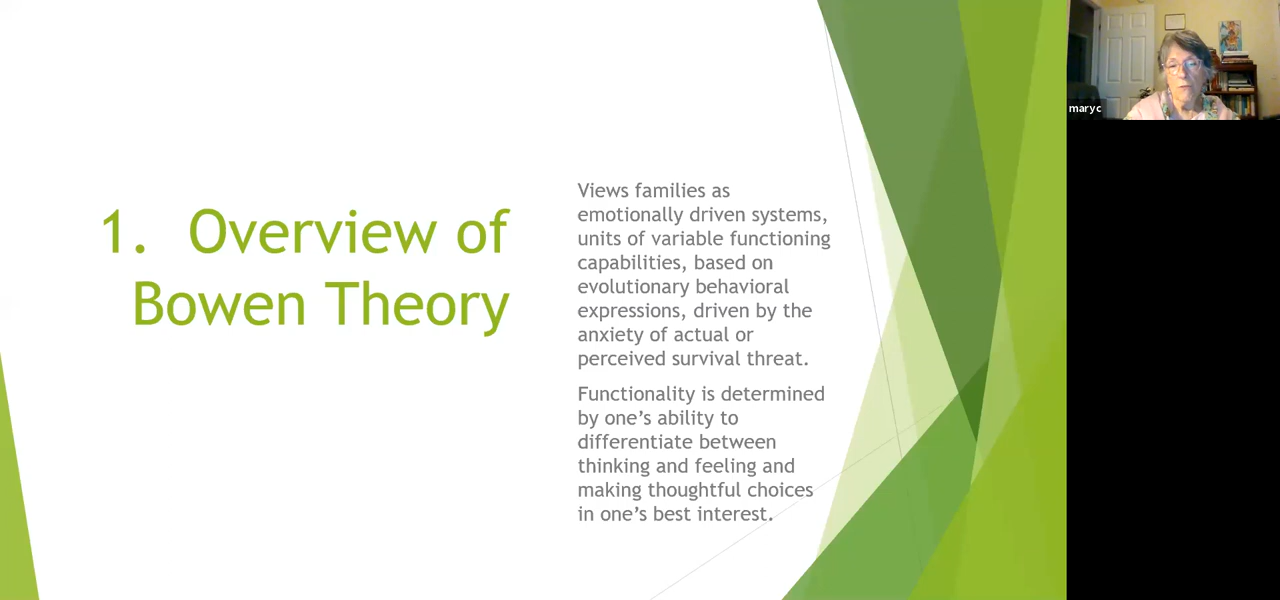 1. Overview of
Bowen Theory
Views families as
emotionally driven systems,
units of variable functioning
capabilities, based on
evolutionary behavioral
expressions, driven by the
anxiety of actual or
perceived survival threat.
Functionality is determined
by one’s ability to
differentiate between
thinking and feeling and
making thoughtful choices
in one’s best interest.
maryc